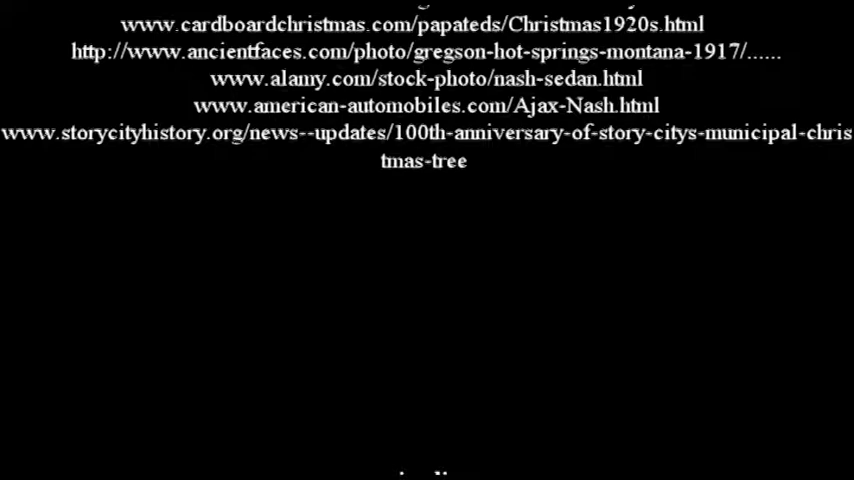 www.cardboardchristmas.com/papateds/Christmas1920s.html
http://www.ancientfaces.com/photo/gregson-hot-springs-montana-1917/......
www.alamy.com/stock-photo/nash-sedan.html
www.american-automobiles.com/Ajax-Nash.html
www.storycityhistory.org/news--updates/100th-anniversary-of-story-citys-municipal-chris
tmas-tree